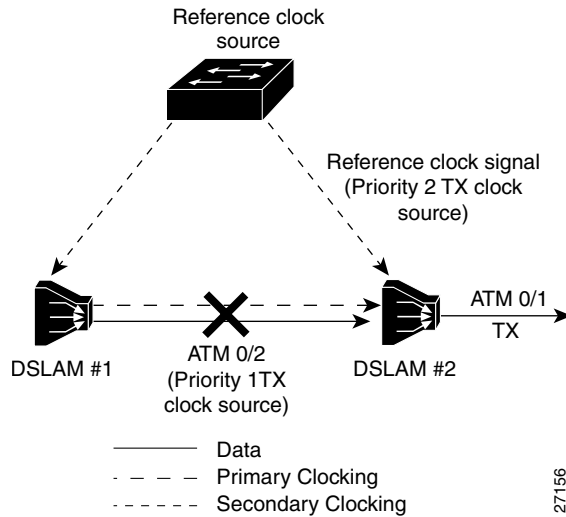 Reference clock
source
Reference clock signal
(Priority 2 TX clock
source)
DSLAM #1
ATM 0/2
(Priority 1TX
clock source)
DSLAM #2
ATM 0/1
TX
Data
Primary Clocking
Secondary Clocking
27156